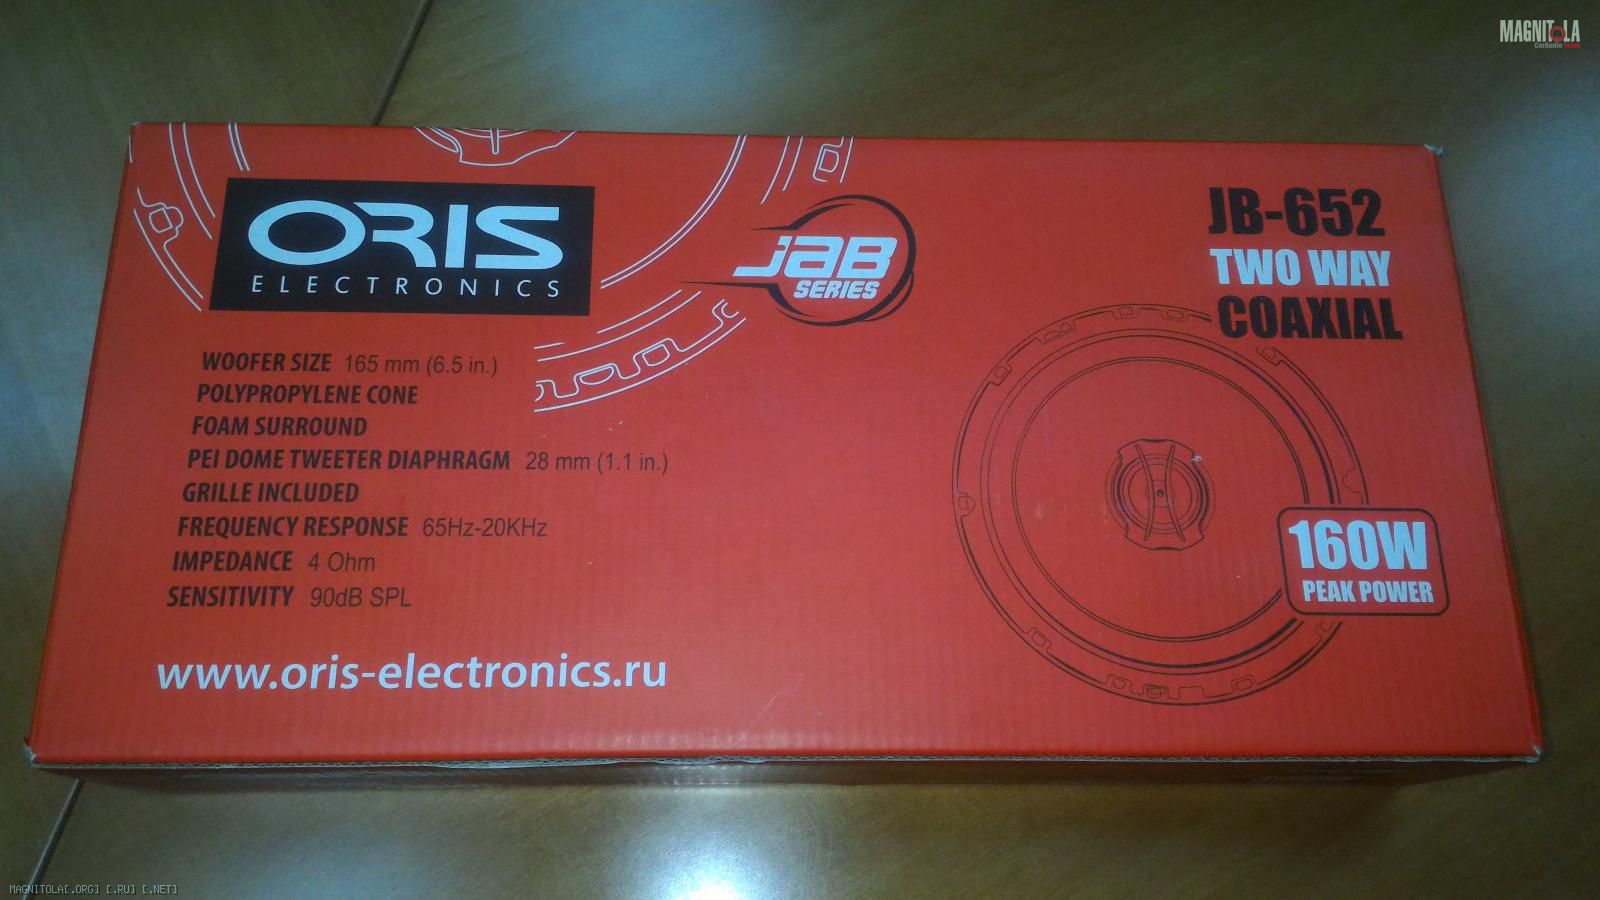 MAGNITOLA
CarAudio Team
ORIS
ELECTRONICS
JAB
SERIES
JB-652
TWO WAY
COAXIAL
WOOFER SIZE 165 mm (6.5 in.)
POLYPROPYLENE CONE
FOAM SURROUND
PEI DOME TWEETER DIAPHRAGM 28 mm (1.1 in.)
GRILLE INCLUDED
FREQUENCY RESPONSE 65Hz-20KHz
IMPEDANCE 4 Ohm
SENSITIVITY 90dB SPL
160W
PEAK POWER
www.oris-electronics.ru
MAGNITOLA[.ORG] [.RU] [.NET]